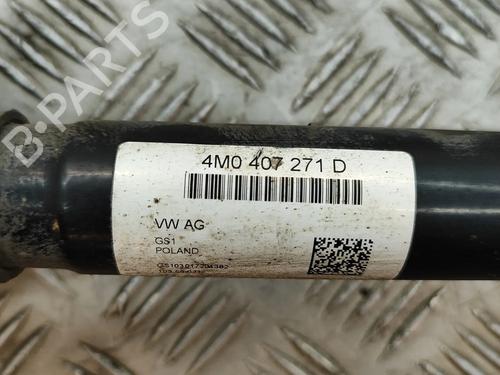 B-PARTS
4M0 407 271 D
VW AG
GS1
POLAND